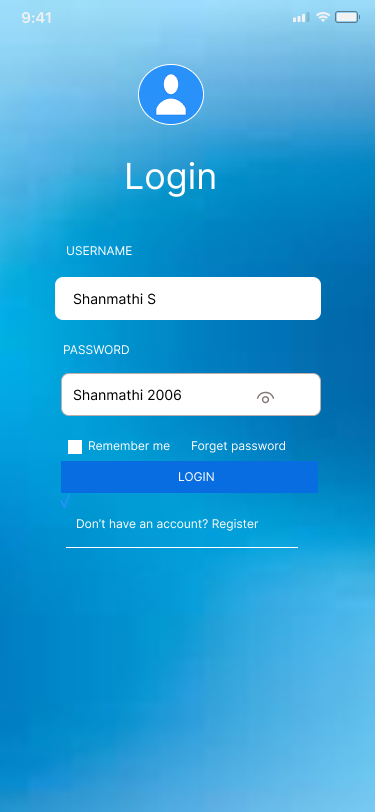 9:41
Login
USERNAME
Shanmathi S
PASSWORD
Shanmathi 2006
Remember me Forget password
LOGIN
Don't have an account? Register